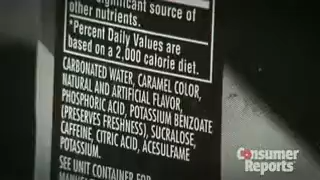 significant source of
other nutrients.
*Percent Daily Values are
based on a 2,000 calorie diet.
CARBONATED WATER, CARAMEL COLOR,
NATURAL AND ARTIFICIAL FLAVOR,
PHOSPHORIC ACID, POTASSIUM BENZOATE
(PRESERVES FRESHNESS), SUCRALOSE,
CAFFEINE, CITRIC ACID, ACESULFAME
POTASSIUM.
SEE UNIT CONTAINER FOR
Consumer
Reports